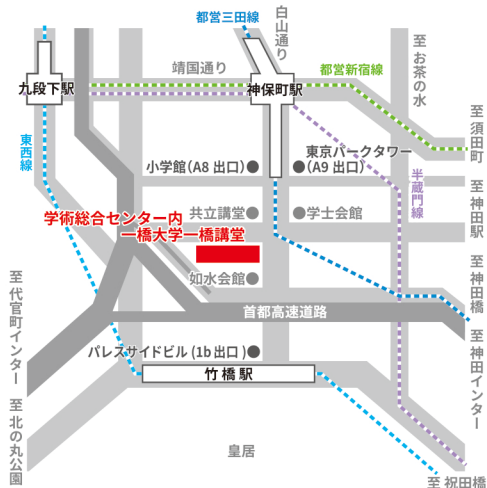 都営三田線
白山通り
靖国通り
都営新宿線
至 お茶の水
九段下駅
神保町駅
至 須田町
東西線
小学館(A8 出口)
東京パークタワー
(A9 出口)
半蔵門線
至 神田駅
学術総合センター内
一橋大学一橋講堂
共立講堂
学士会館
如水会館
至 神田橋
至 代官町インター
首都高速道路
至 神田インター
パレスサイドビル (1b 出口 )
竹 橋 駅
至 北の丸公園
皇居
至 祝田橋